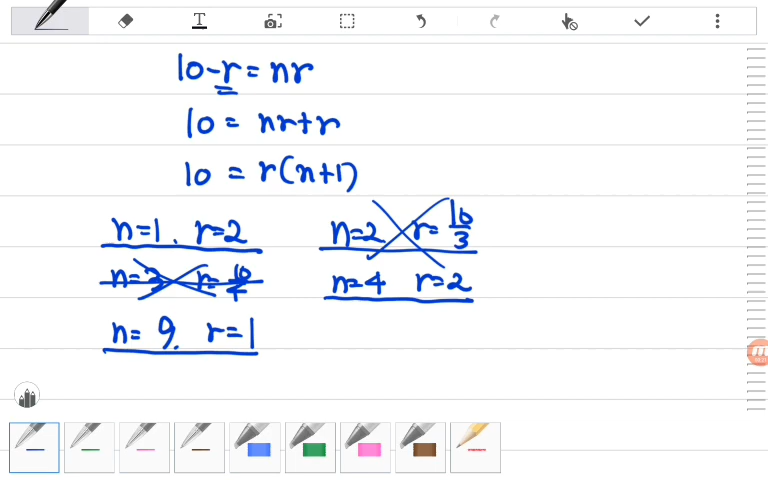 T
10-r = nr
10 = nr+r
10 = r(n+1)
n=1, r=2
n=2 r=10/3
n=3 r=10/4
n=4 r=2
n= 9, r=1